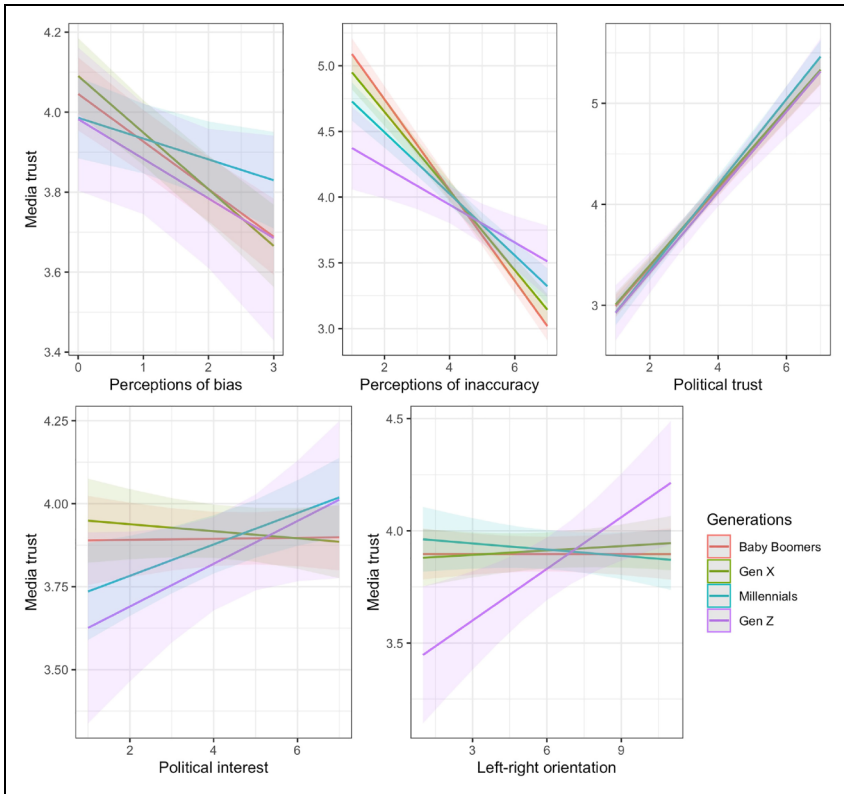 4.2
4.0
3.8
3.6
3.4
Media trust
0 1 2 3
Perceptions of bias
5.0
4.5
4.0
3.5
3.0
2 4 6
Perceptions of inaccuracy
5
4
3
2 4 6
Political trust
4.25
4.00
3.75
3.50
Media trust
2 4 6
Political interest
4.5
4.0
3.5
Media trust
3 6 9
Left-right orientation
Generations
Baby Boomers
Gen X
Millennials
Gen Z